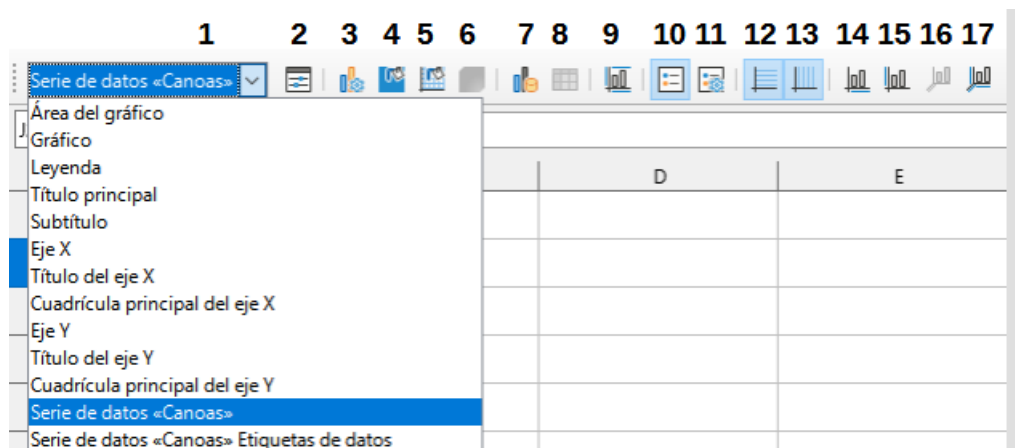 1 2 3 4 5 6 7 8 9 10 11 12 13 14 15 16 17
Serie de datos «Canoas»
Área del gráfico
Gráfico
Leyenda
D E
Título principal
Subtítulo
Eje X
Título del eje X
Cuadrícula principal del eje X
Eje Y
Título del eje Y
Cuadrícula principal del eje Y
Serie de datos «Canoas»
Serie de datos «Canoas» Etiquetas de datos